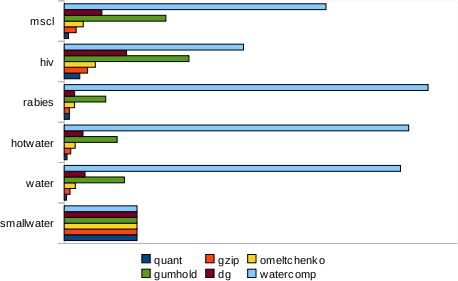 mscl
hiv
rabies
hotwater
water
smallwater
quant gzip omeltchenko
gumhold dg watercomp